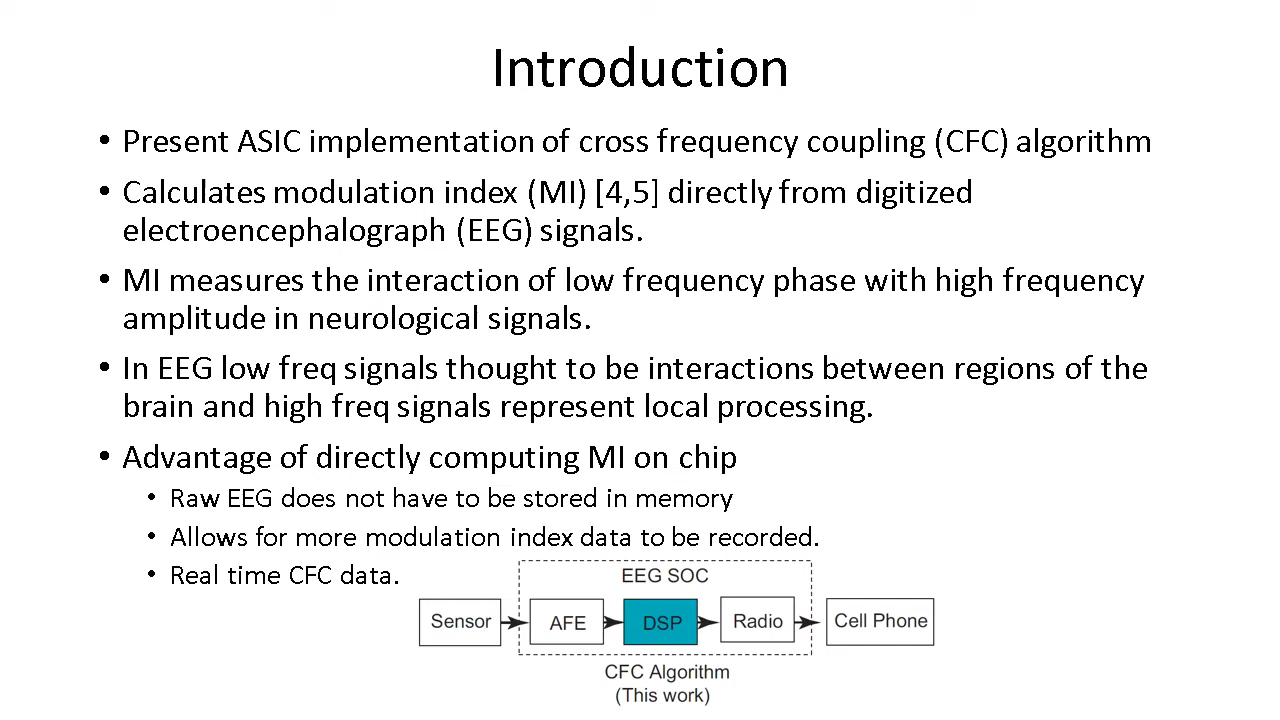 Introduction
• Present ASIC implementation of cross frequency coupling (CFC) algorithm
• Calculates modulation index (MI) [4,5] directly from digitized
electroencephalograph (EEG) signals.
• MI measures the interaction of low frequency phase with high frequency
amplitude in neurological signals.
• In EEG low freq signals thought to be interactions between regions of the
brain and high freq signals represent local processing.
• Advantage of directly computing MI on chip
• Raw EEG does not have to be stored in memory
• Allows for more modulation index data to be recorded.
• Real time CFC data.
EEG SOC
Sensor
AFE
DSP
Radio
Cell Phone
CFC Algorithm
(This work)